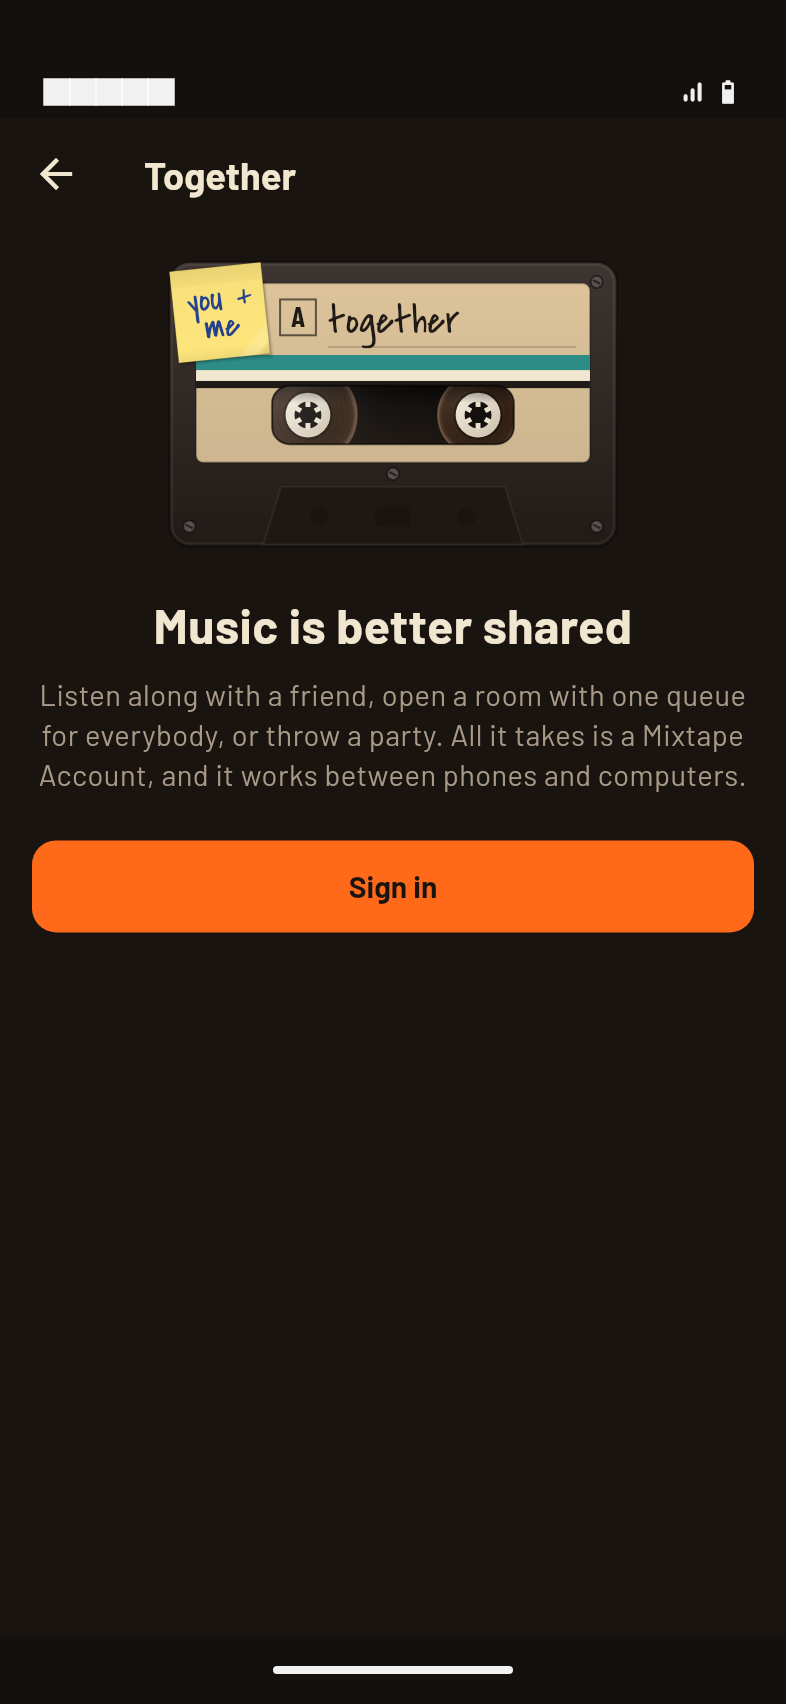 Together
you +
me
A together
Music is better shared
Listen along with a friend, open a room with one queue
for everybody, or throw a party. All it takes is a Mixtape
Account, and it works between phones and computers.
Sign in